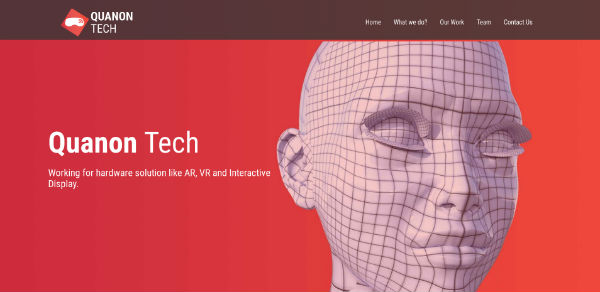 QUANON
TECH
Home What we do? Our Work Team Contact Us
Quanon Tech
Working for hardware solution like AR, VR and Interactive
Display.